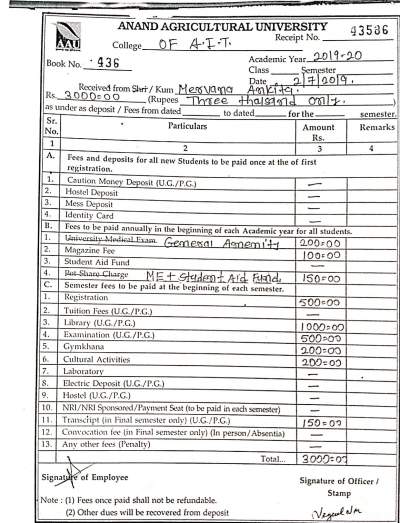 ANAND AGRICULTURAL UNIVERSITY
AAU
College OF A.I.T. Receipt No. 43586
Academic Year 2019-20
Book No. 436
Class Semester
Date 2/7/2019.
Received from Shri / Kum Mervana Ankita.
Rs. 3000=00 (Rupees Three thausand only. )
as under as deposit / Fees from dated to dated for the semester.
Sr. No. Particulars Amount Rs. Remarks
1 2 3 4
A. Fees and deposits for all new Students to be paid once at the of first
registration.
1. Caution Money Deposit (U.G./P.G.) —
2. Hostel Deposit —
3. Mess Deposit —
4. Identity Card —
B. Fees to be paid annually in the beginning of each Academic year for all students.
1. University Medical Exam. General Amenity 200=00
2. Magazine Fee 100=00
3. Student Aid Fund —
4. Bot Share Charge ME + Student Aid Fund 150=00
C. Semester fees to be paid at the beginning of each semester.
1. Registration 500=00
2. Tuition Fees (U.G./P.G.) —
3. Library (U.G./P.G.) 1000=00
4. Examination (U.G./P.G.) 500=00
5. Gymkhana 200=00
6. Cultural Activities 200=00
7. Laboratory —
8. Electric Deposit (U.G./P.G.) —
9. Hostel (U.G./P.G.) —
10. NRI/NRI Sponsored/Payment Seat (to be paid in each semester) —
11. Transcript (in Final semester only) (U.G./P.G.) 150=00
12. Convocation fee (in Final semester only) (In person/Absentia) —
13. Any other fees (Penalty) —
Total... 3000=00
Signature of Employee Signature of Officer /
Stamp
Note : (1) Fees once paid shall not be refundable.
(2) Other dues will be recovered from deposit